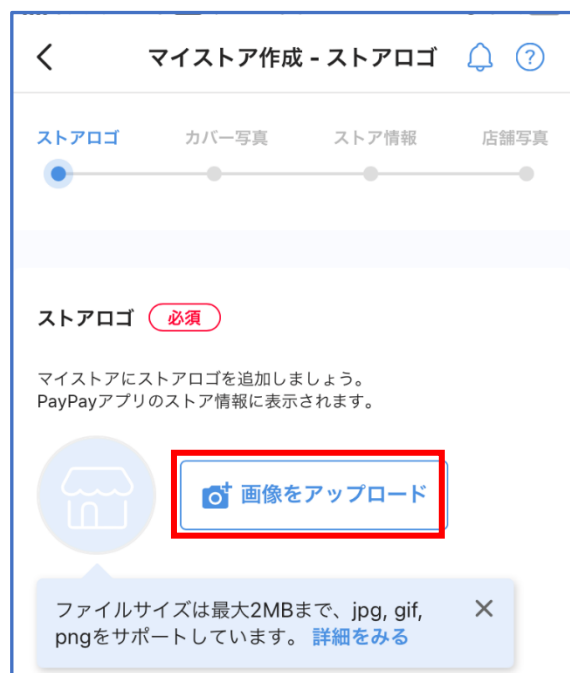 マイストア作成 - ストアロゴ
ストアロゴ カバー写真 ストア情報 店舗写真
ストアロゴ 必須
マイストアにストアロゴを追加しましょう。
PayPayアプリのストア情報に表示されます。
画像をアップロード
ファイルサイズは最大2MBまで、jpg, gif,
pngをサポートしています。 詳細をみる